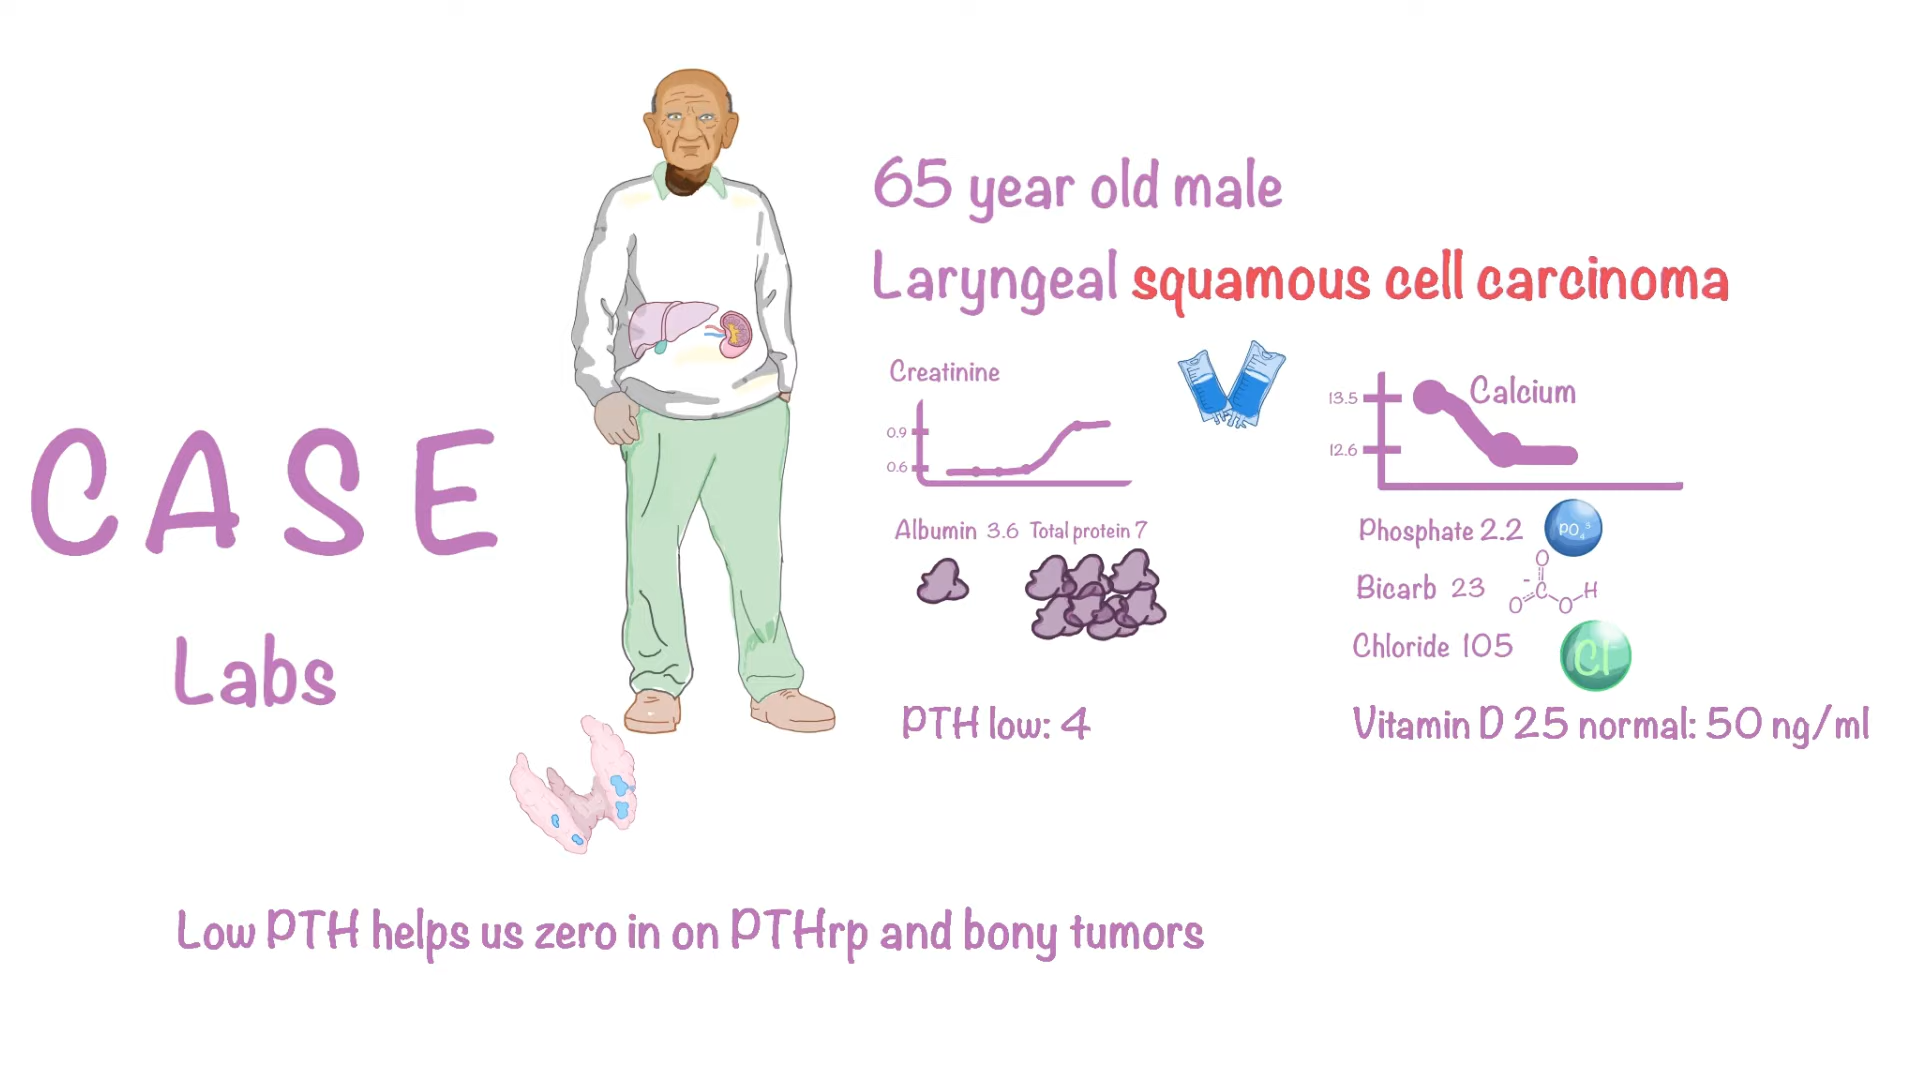 CASE
Labs
65 year old male
Laryngeal squamous cell carcinoma
Creatinine
0.9
0.6
13.5
Calcium
12.6
Albumin 3.6 Total protein 7
Phosphate 2.2
PO₄³
Bicarb 23
O
-
C
O
O
H
Chloride 105
Cl
PTH low: 4
Vitamin D 25 normal: 50 ng/ml
Low PTH helps us zero in on PTHrp and bony tumors